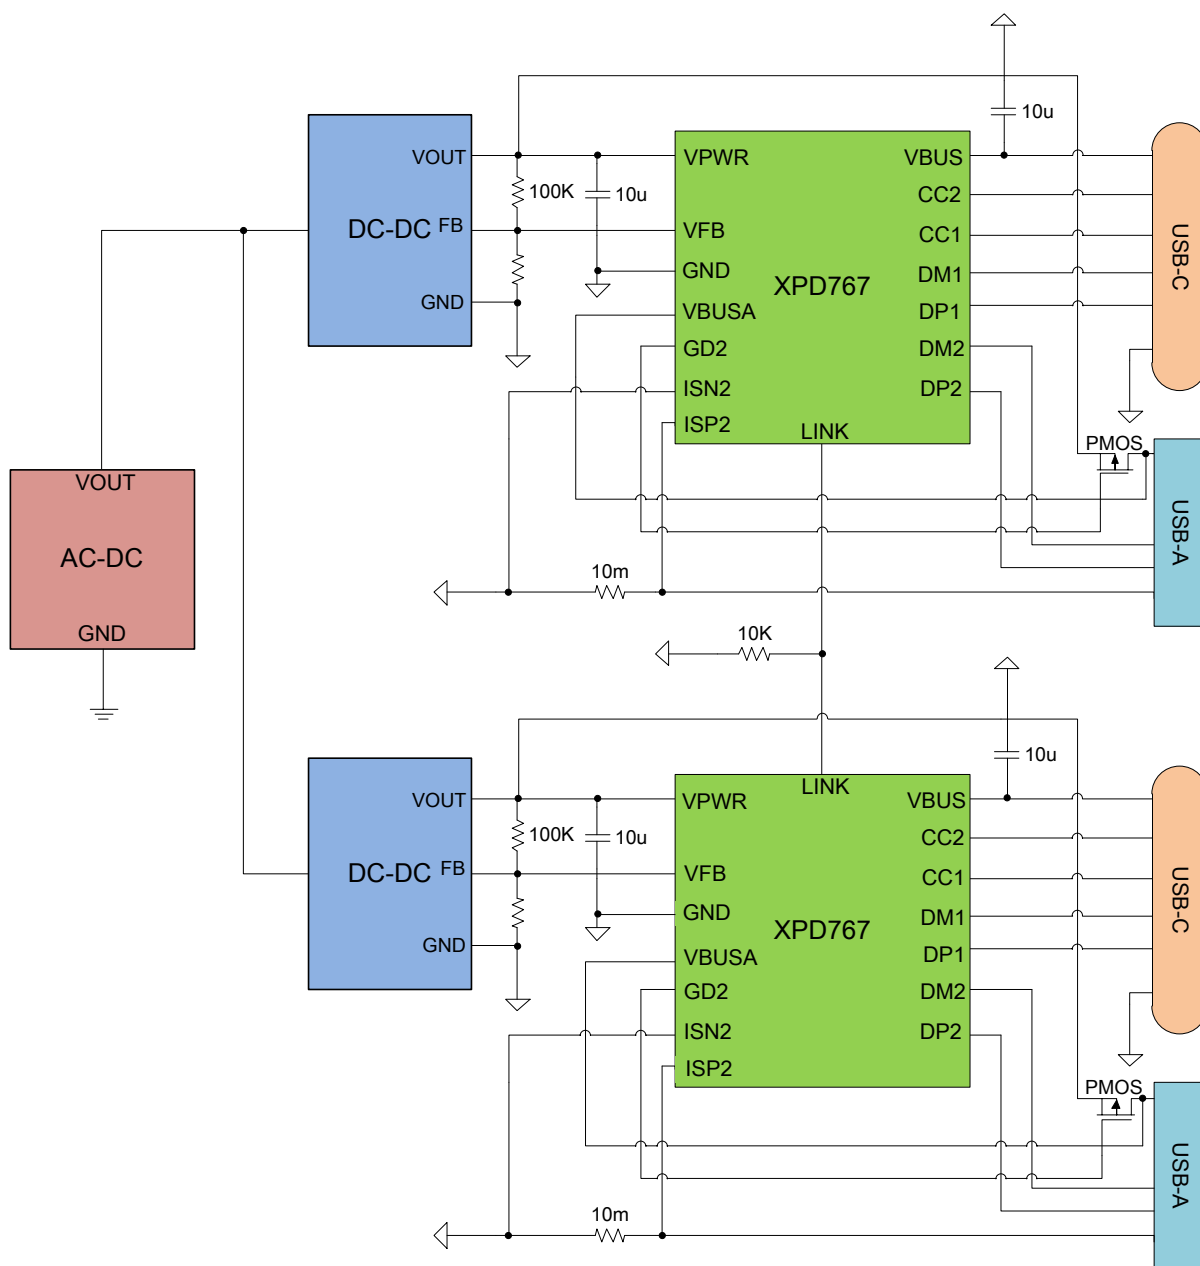 10u
VOUT
100K
10u
VPWR
VBUS
CC2
DC-DC
FB
VFB
CC1
GND
DM1
XPD767
GND
VBUSA
DP1
GD2
DM2
ISN2
DP2
ISP2
LINK
USB-C
PMOS
VOUT
AC-DC
GND
USB-A
10m
10K
10u
VOUT
100K
10u
VPWR
LINK
VBUS
CC2
DC-DC
FB
VFB
CC1
GND
DM1
XPD767
GND
VBUSA
DP1
GD2
DM2
ISN2
DP2
ISP2
USB-C
PMOS
USB-A
10m